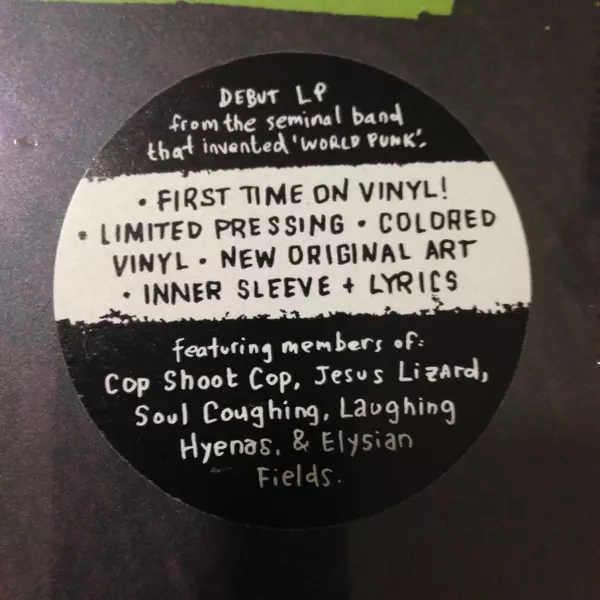 DEBUT LP
from the seminal band
that invented 'WORLD PUNK'.
• FIRST TIME ON VINYL!
• LIMITED PRESSING • COLORED
VINYL • NEW ORIGINAL ART
• INNER SLEEVE + LYRICS
featuring members of:
Cop Shoot Cop, Jesus Lizard,
Soul Coughing, Laughing
Hyenas, & Elysian
Fields.